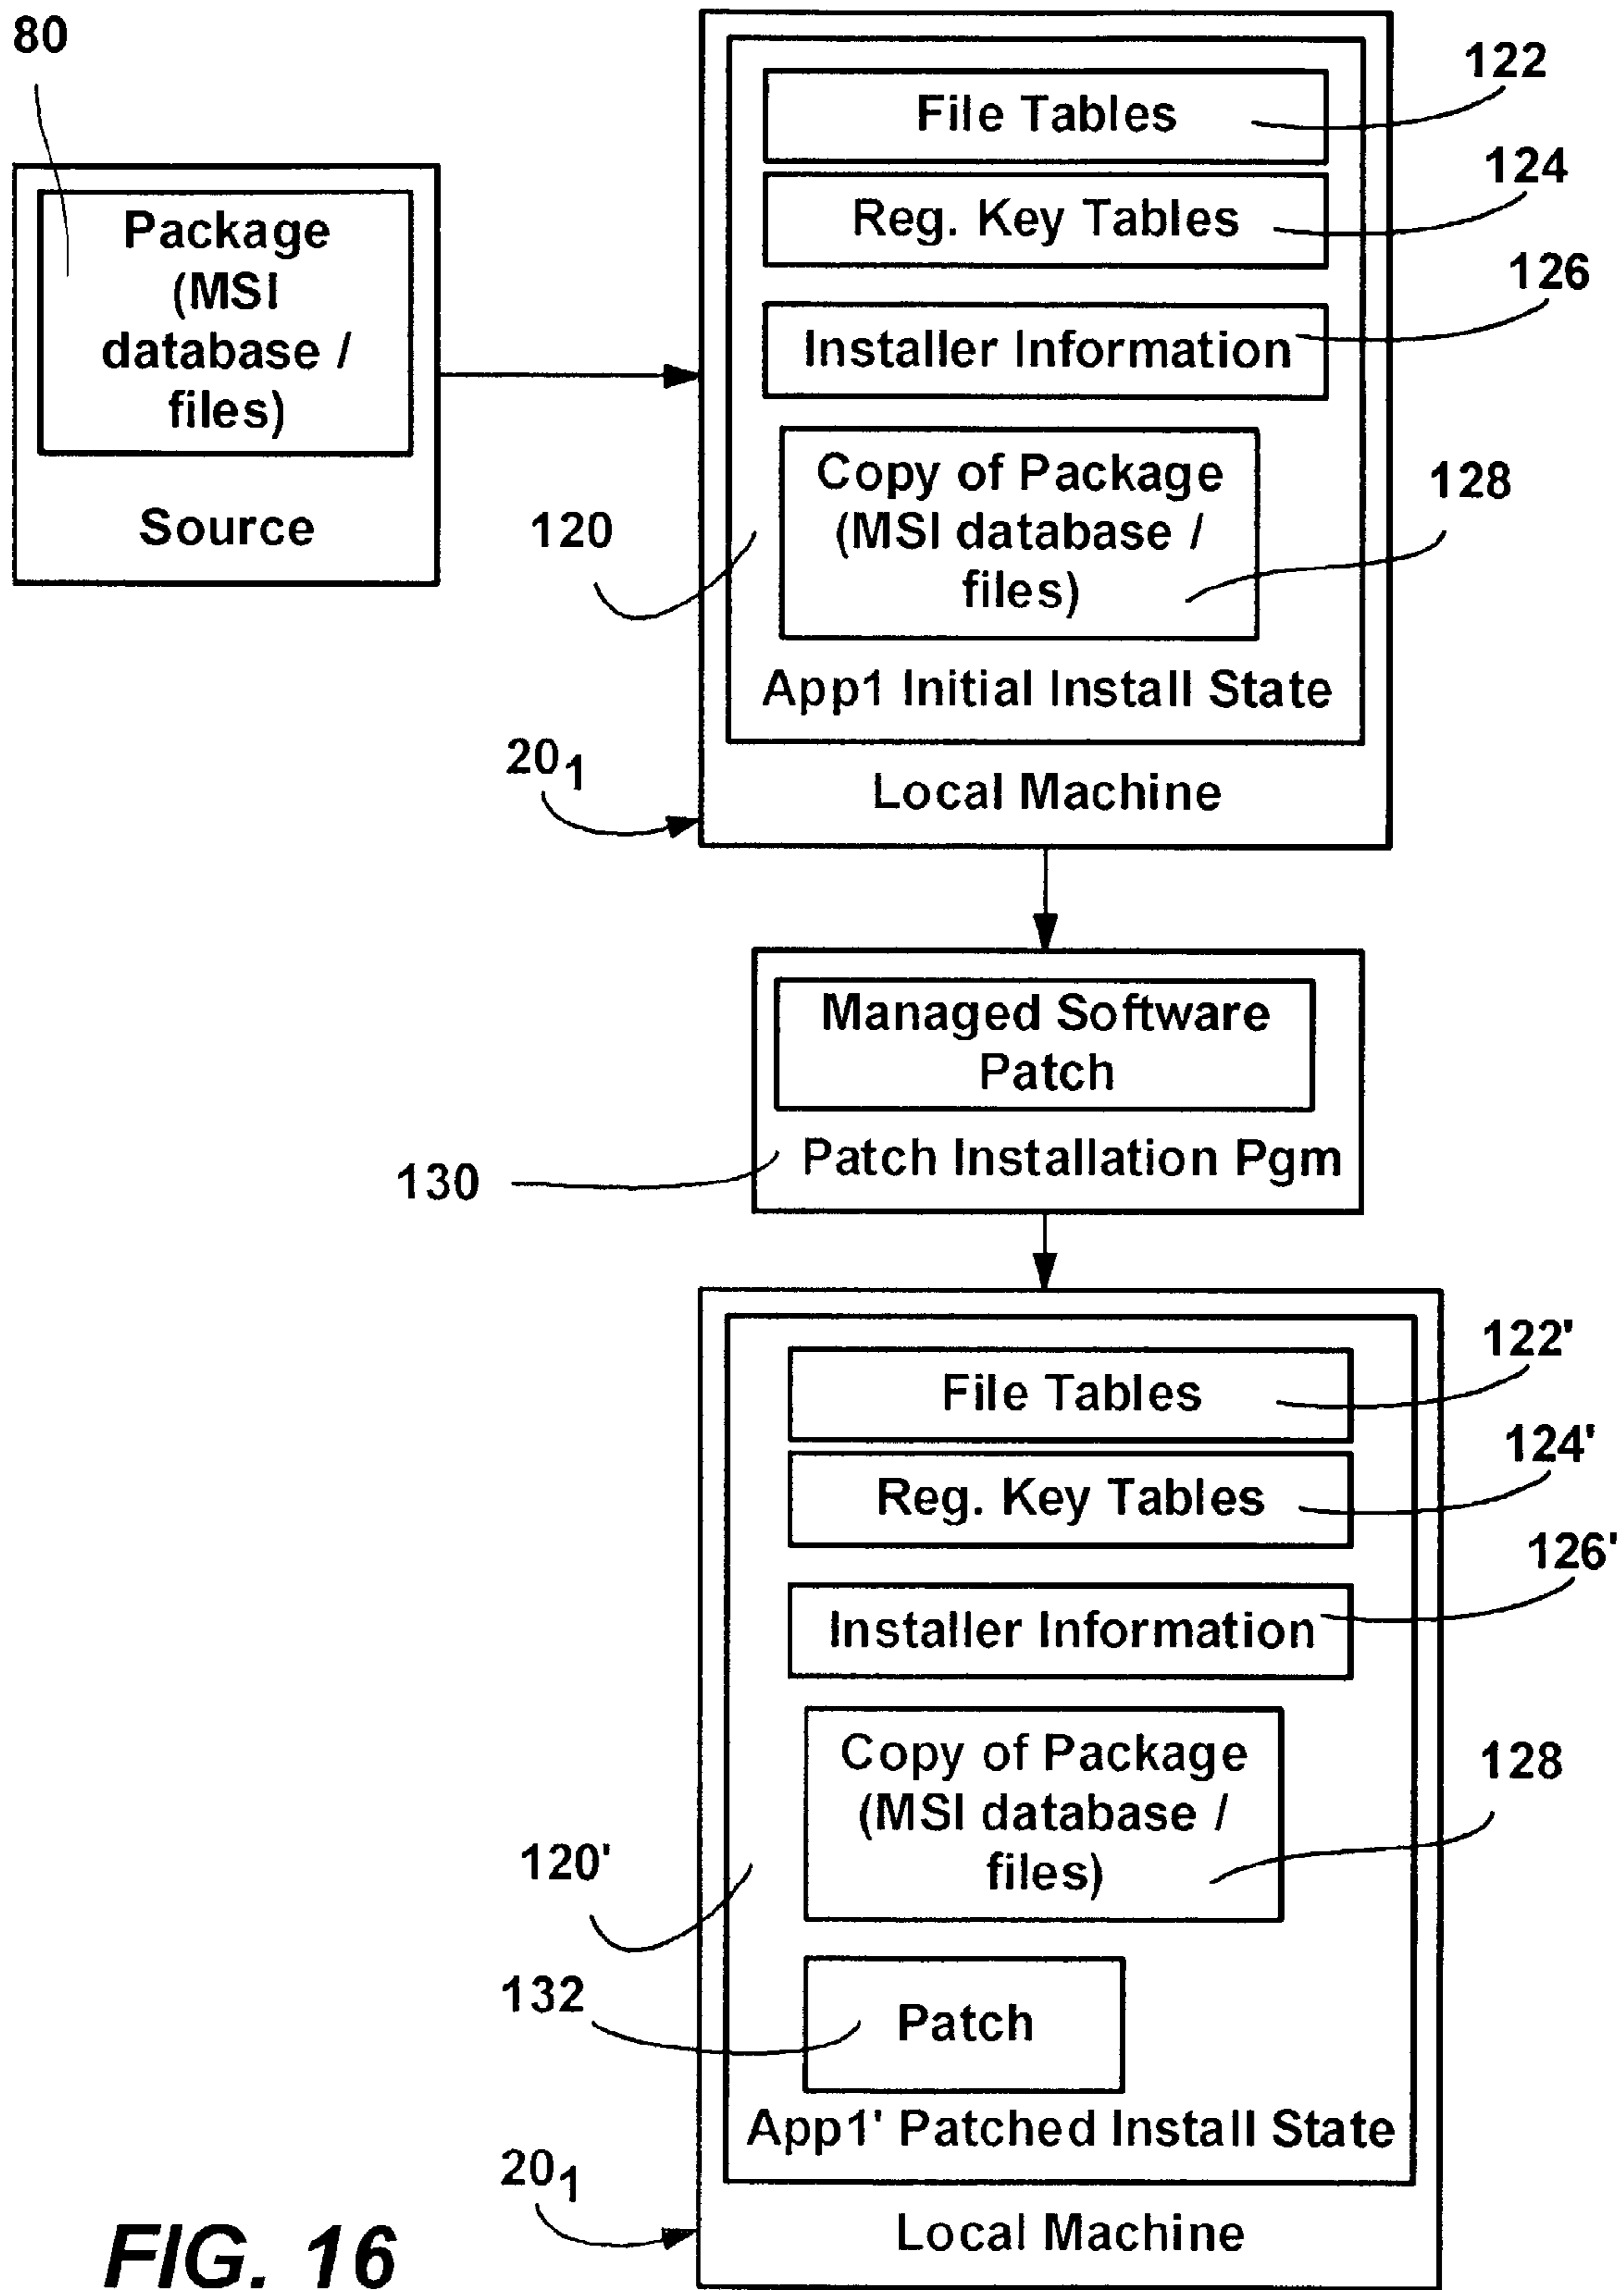 80
Package
(MSI
database /
files)
Source
File Tables
122
Reg. Key Tables
124
Installer Information
126
Copy of Package
(MSI database /
files)
128
120
App1 Initial Install State
20₁
Local Machine
Managed Software
Patch
Patch Installation Pgm
130
File Tables
122'
Reg. Key Tables
124'
Installer Information
126'
Copy of Package
(MSI database /
files)
128
120'
132
Patch
App1' Patched Install State
20₁
Local Machine
FIG. 16